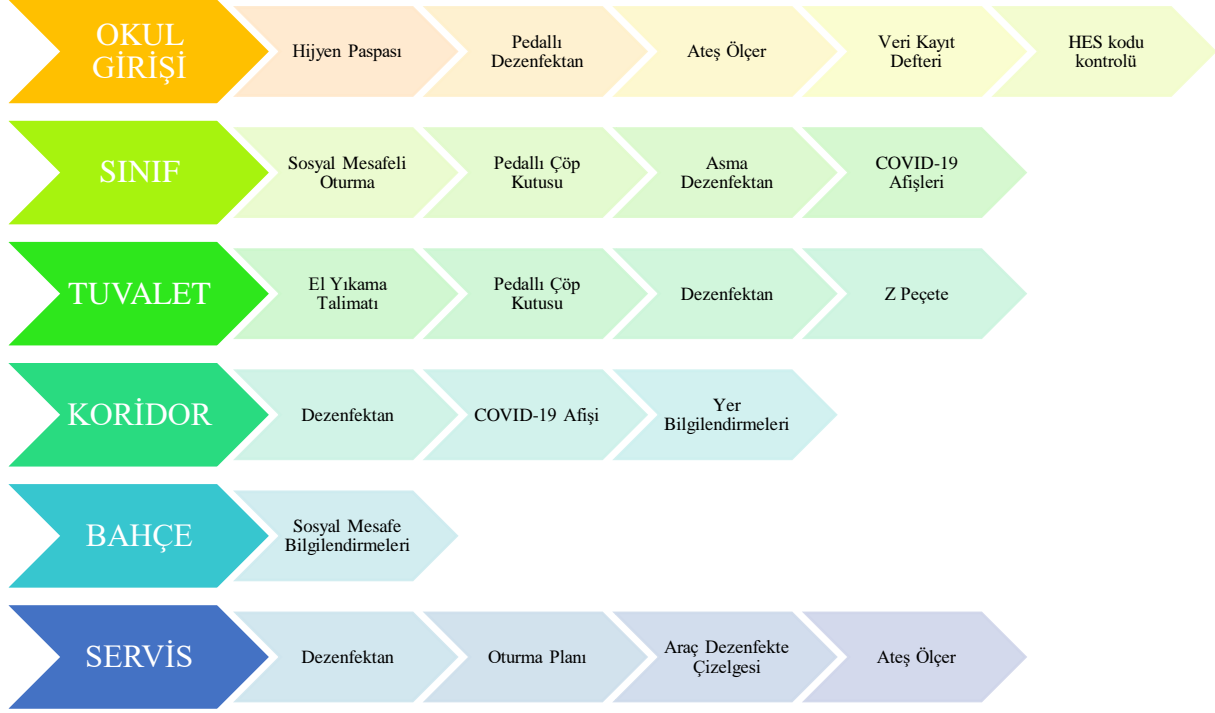 OKUL
GİRİŞİ
Hijyen Paspası
Pedallı
Dezenfektan
Ateş Ölçer
Veri Kayıt
Defteri
HES kodu
kontrolü
SINIF
Sosyal Mesafeli
Oturma
Pedallı Çöp
Kutusu
Asma
Dezenfektan
COVID-19
Afişleri
TUVALET
El Yıkama
Talimatı
Pedallı Çöp
Kutusu
Dezenfektan
Z Peçete
KORİDOR
Dezenfektan
COVID-19 Afişi
Yer
Bilgilendirmeleri
BAHÇE
Sosyal Mesafe
Bilgilendirmeleri
SERVİS
Dezenfektan
Oturma Planı
Araç Dezenfekte
Çizelgesi
Ateş Ölçer